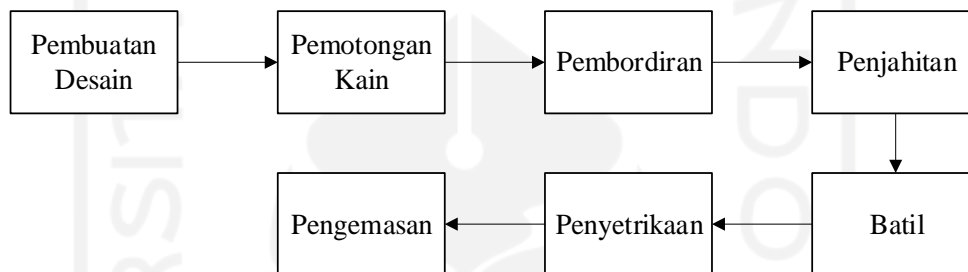 Pembuatan
Desain
Pemotongan
Kain
Pembordiran
Penjahitan
Batil
Penyetrikaan
Pengemasan